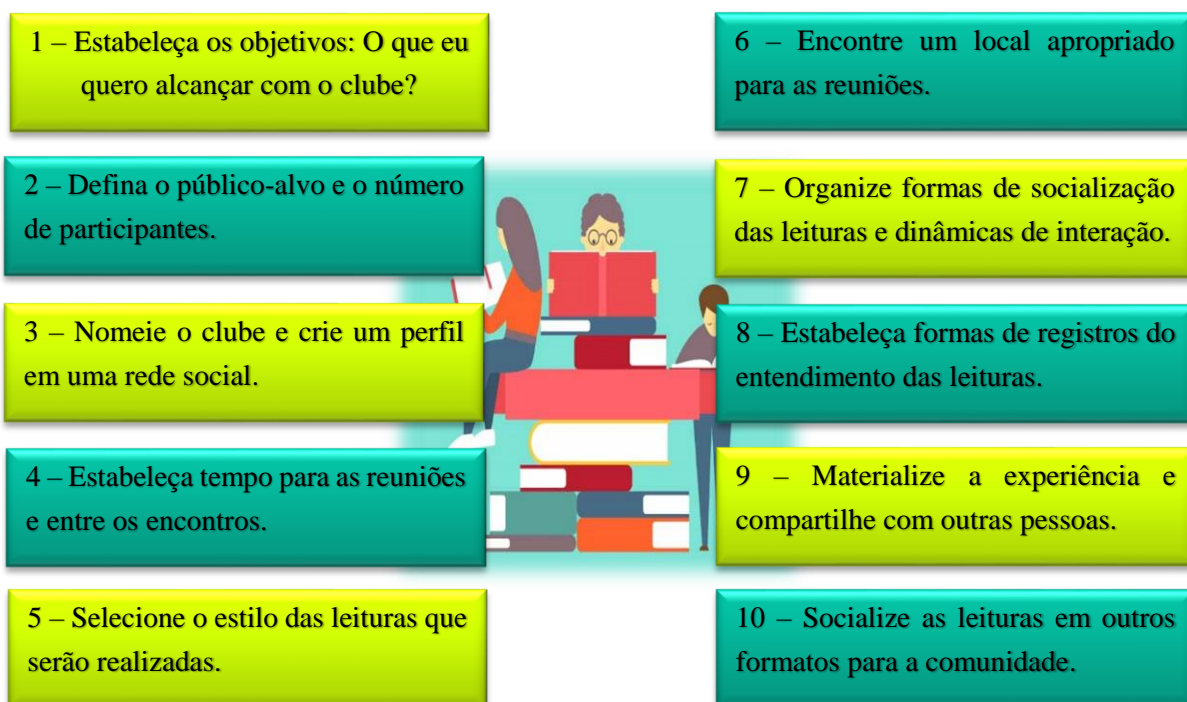 1 – Estabeleça os objetivos: O que eu
quero alcançar com o clube?
2 – Defina o público-alvo e o número
de participantes.
3 – Nomeie o clube e crie um perfil
em uma rede social.
4 – Estabeleça tempo para as reuniões
e entre os encontros.
5 – Selecione o estilo das leituras que
serão realizadas.
6 – Encontre um local apropriado
para as reuniões.
7 – Organize formas de socialização
das leituras e dinâmicas de interação.
8 – Estabeleça formas de registros do
entendimento das leituras.
9 – Materialize a experiência e
compartilhe com outras pessoas.
10 – Socialize as leituras em outros
formatos para a comunidade.